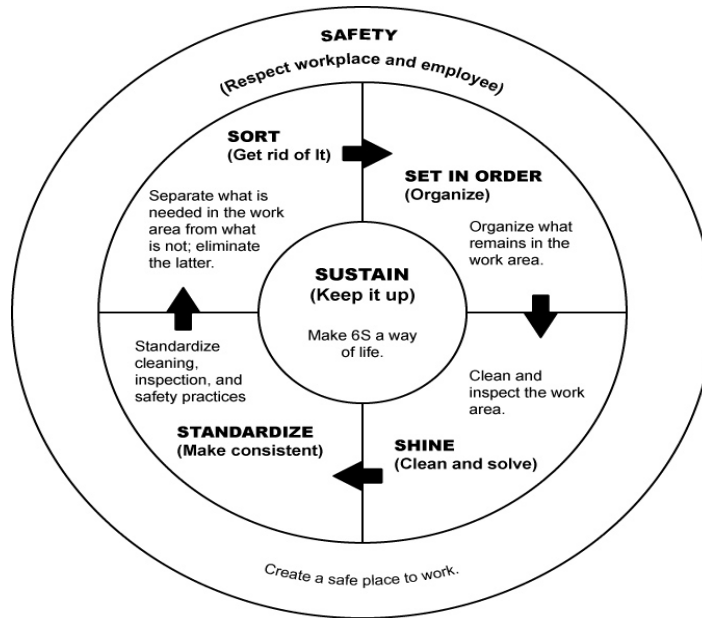 SAFETY
(Respect workplace and employee)
SORT
(Get rid of It)
Separate what is
needed in the work
area from what
is not; eliminate
the latter.
SET IN ORDER
(Organize)
Organize what
remains in the
work area.
SUSTAIN
(Keep it up)
Make 6S a way
of life.
Standardize
cleaning,
inspection, and
safety practices
STANDARDIZE
(Make consistent)
Clean and
inspect the work
area.
SHINE
(Clean and solve)
Create a safe place to work.